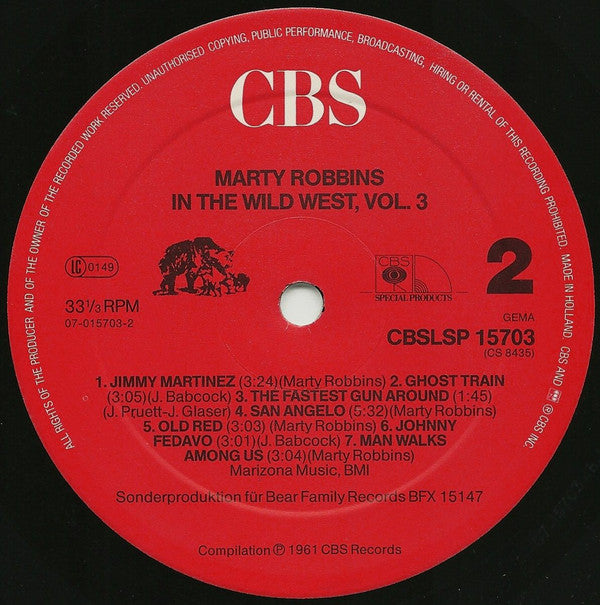 ALL RIGHTS OF THE PRODUCER AND OF THE OWNER OF THE RECORDED WORK RESERVED. UNAUTHORISED COPYING, PUBLIC PERFORMANCE, BROADCASTING, HIRING OR RENTAL OF THIS RECORDING PROHIBITED. MADE IN HOLLAND. CBS AND ® © CBS INC.
CBS
MARTY ROBBINS
IN THE WILD WEST, VOL. 3
LC 0149
CBS
SPECIAL PRODUCTS
2
33 1/3 RPM
07-015703-2
GEMA
CBSLSP 15703
(CS 8435)
1. JIMMY MARTINEZ (3:24)(Marty Robbins) 2. GHOST TRAIN
(3:05)(J. Babcock) 3. THE FASTEST GUN AROUND (1:45)
(J. Pruett-J. Glaser) 4. SAN ANGELO (5:32)(Marty Robbins)
5. OLD RED (3:03) (Marty Robbins) 6. JOHNNY
FEDAVO (3:01)(J. Babcock) 7. MAN WALKS
AMONG US (3:04)(Marty Robbins)
Marizona Music, BMI
Sonderproduktion für Bear Family Records BFX 15147
Compilation ℗ 1961 CBS Records